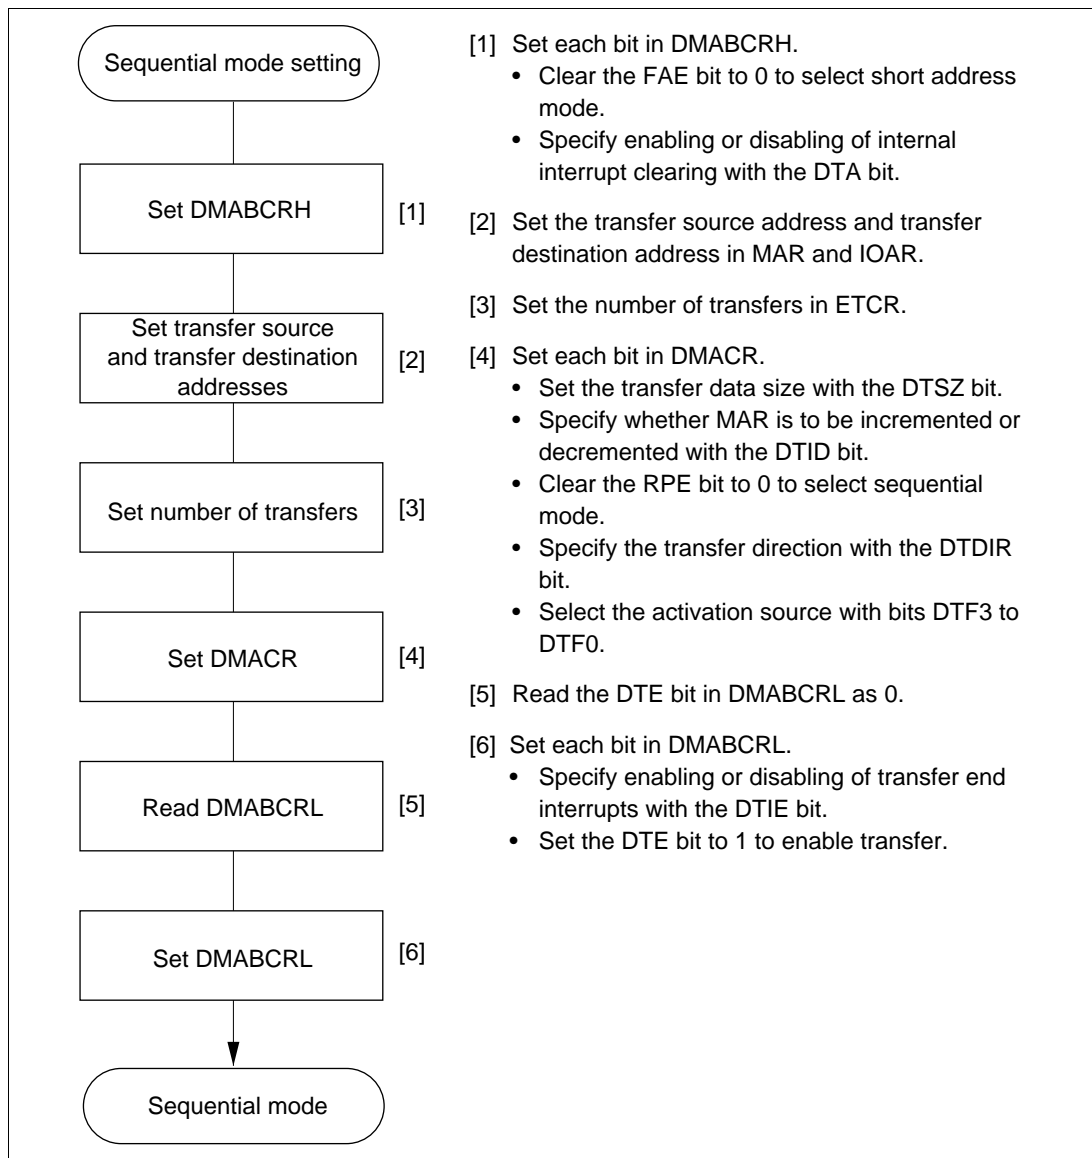 Sequential mode setting
Set DMABCRH
[1]
Set transfer source
and transfer destination
addresses
[2]
Set number of transfers
[3]
Set DMACR
[4]
Read DMABCRL
[5]
Set DMABCRL
[6]
Sequential mode
[1] Set each bit in DMABCRH.
• Clear the FAE bit to 0 to select short address
mode.
• Specify enabling or disabling of internal
interrupt clearing with the DTA bit.
[2] Set the transfer source address and transfer
destination address in MAR and IOAR.
[3] Set the number of transfers in ETCR.
[4] Set each bit in DMACR.
• Set the transfer data size with the DTSZ bit.
• Specify whether MAR is to be incremented or
decremented with the DTID bit.
• Clear the RPE bit to 0 to select sequential
mode.
• Specify the transfer direction with the DTDIR
bit.
• Select the activation source with bits DTF3 to
DTF0.
[5] Read the DTE bit in DMABCRL as 0.
[6] Set each bit in DMABCRL.
• Specify enabling or disabling of transfer end
interrupts with the DTIE bit.
• Set the DTE bit to 1 to enable transfer.